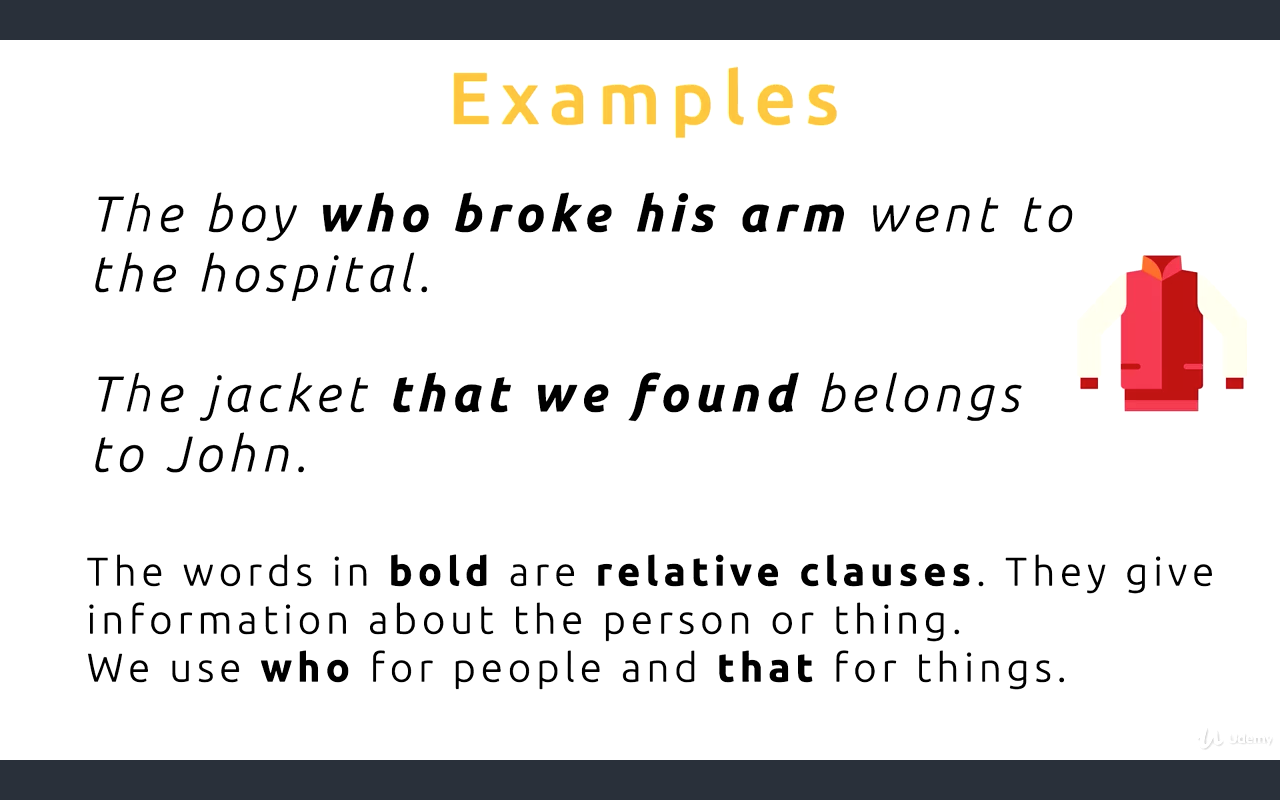 Examples
The boy who broke his arm went to
the hospital.
The jacket that we found belongs
to John.
The words in bold are relative clauses. They give
information about the person or thing.
We use who for people and that for things.
Udemy